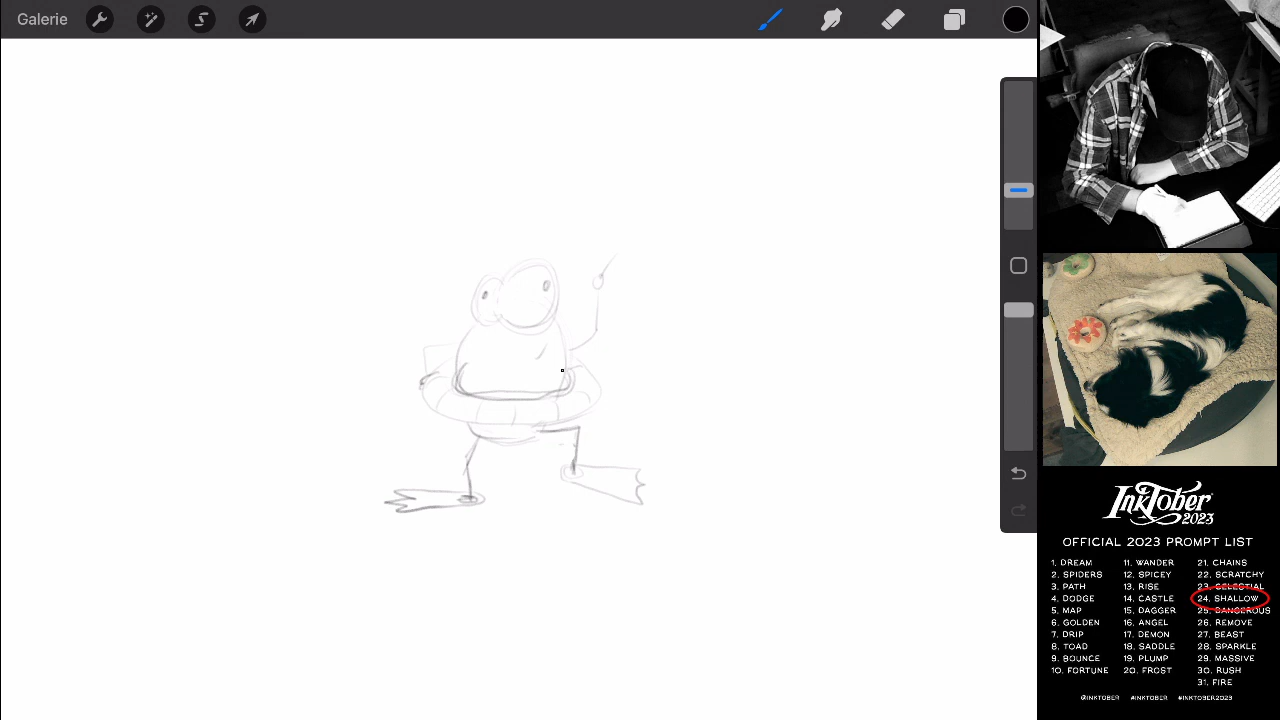 Galerie
INKTOBER
2023
OFFICIAL 2023 PROMPT LIST
1. DREAM
2. SPIDERS
3. PATH
4. DODGE
5. MAP
6. GOLDEN
7. DRIP
8. TOAD
9. BOUNCE
10. FORTUNE
11. WANDER
12. SPICEY
13. RISE
14. CASTLE
15. DAGGER
16. ANGEL
17. DEMON
18. SADDLE
19. PLUMP
20. FROST
21. CHAINS
22. SCRATCHY
23. CELESTIAL
24. SHALLOW
25. DANGEROUS
26. REMOVE
27. BEAST
28. SPARKLE
29. MASSIVE
30. RUSH
31. FIRE
@INKTOBER #INKTOBER #INKTOBER2023